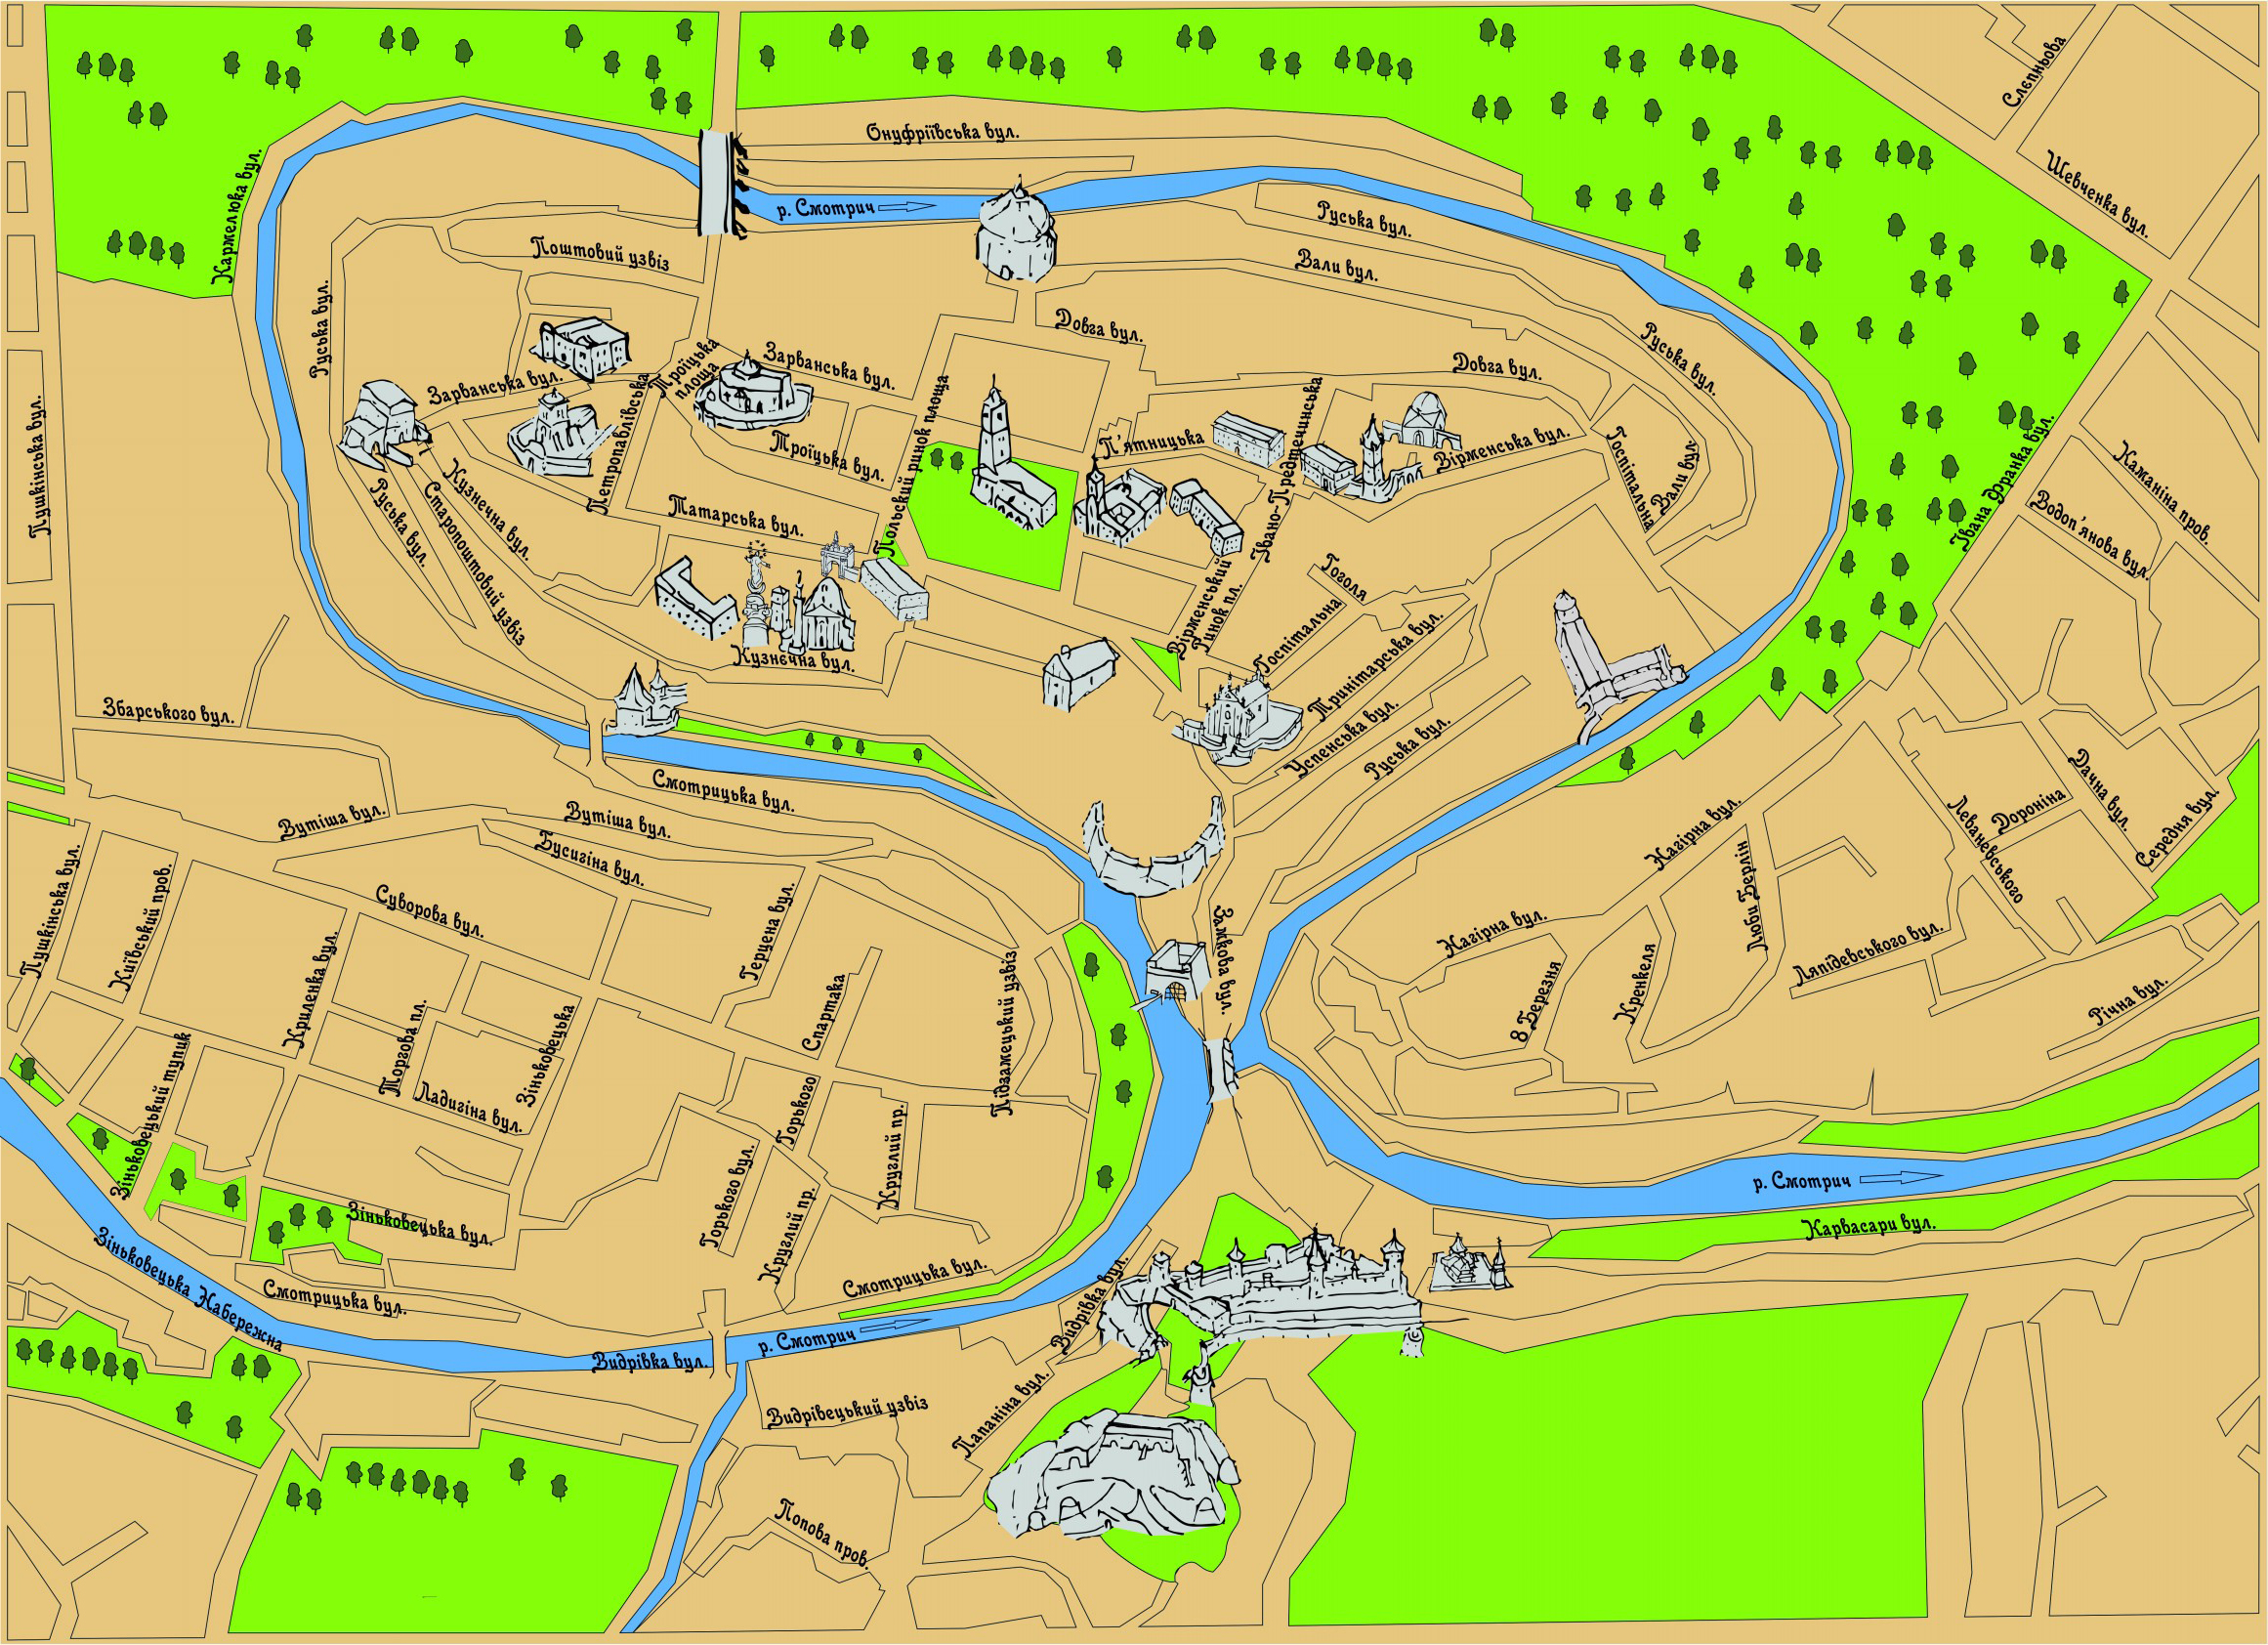 Слєпньова
Онуфріївська вул.
Шевченка вул.
Кармелюка вул.
р. Смотрич
Руська вул.
Поштовий узвіз
Вали вул.
Руська вул.
Довга вул.
Руська вул.
Троїцька
площа
Зарванська вул.
Довга вул.
Зарванська вул.
Петропавлівська
Польский ринок площа
Івано-Предтечинська
Пушкінська вул.
П'ятницька
Вірменська вул.
Троїцька вул.
Госпітальна
Вали вул.
Івана Франка вул.
Каманіна пров.
Водоп'янова вул.
Кузнечна вул.
Старопоштовий узвіз
Руська вул.
Татарська вул.
Гоголя
Вірменський
Ринок пл.
Госпітальна
Тринітарська вул.
Кузнєчна вул.
Збарського вул.
Успенська вул.
Руська вул.
Смотрицька вул.
Дачна вул.
Вутіша вул.
Вутіша вул.
Бусигіна вул.
Нагірна вул.
Леваневського
Дороніна
Середня вул.
Пушкінська вул.
Київський пров.
Суворова вул.
Герцена вул.
Замкова вул.
Нагірна вул.
Люби Берлін
Ляпідевського вул.
Криленка вул.
Підзамецький узвіз
Спартака
8 Березня
Кренкеля
Річна вул.
Торгова пл.
Зіньковецька
Зіньковецький тупик
Ладигіна вул.
Горького
Круглий пр.
Горького вул.
Круглий пр.
р. Смотрич
Зіньковецька вул.
Карвасари вул.
Зіньковецька Набережна
Смотрицька вул.
Смотрицька вул.
Видрівка вул.
р. Смотрич
Видрівка вул.
Видрівецький узвіз
Папаніна вул.
Попова пров.